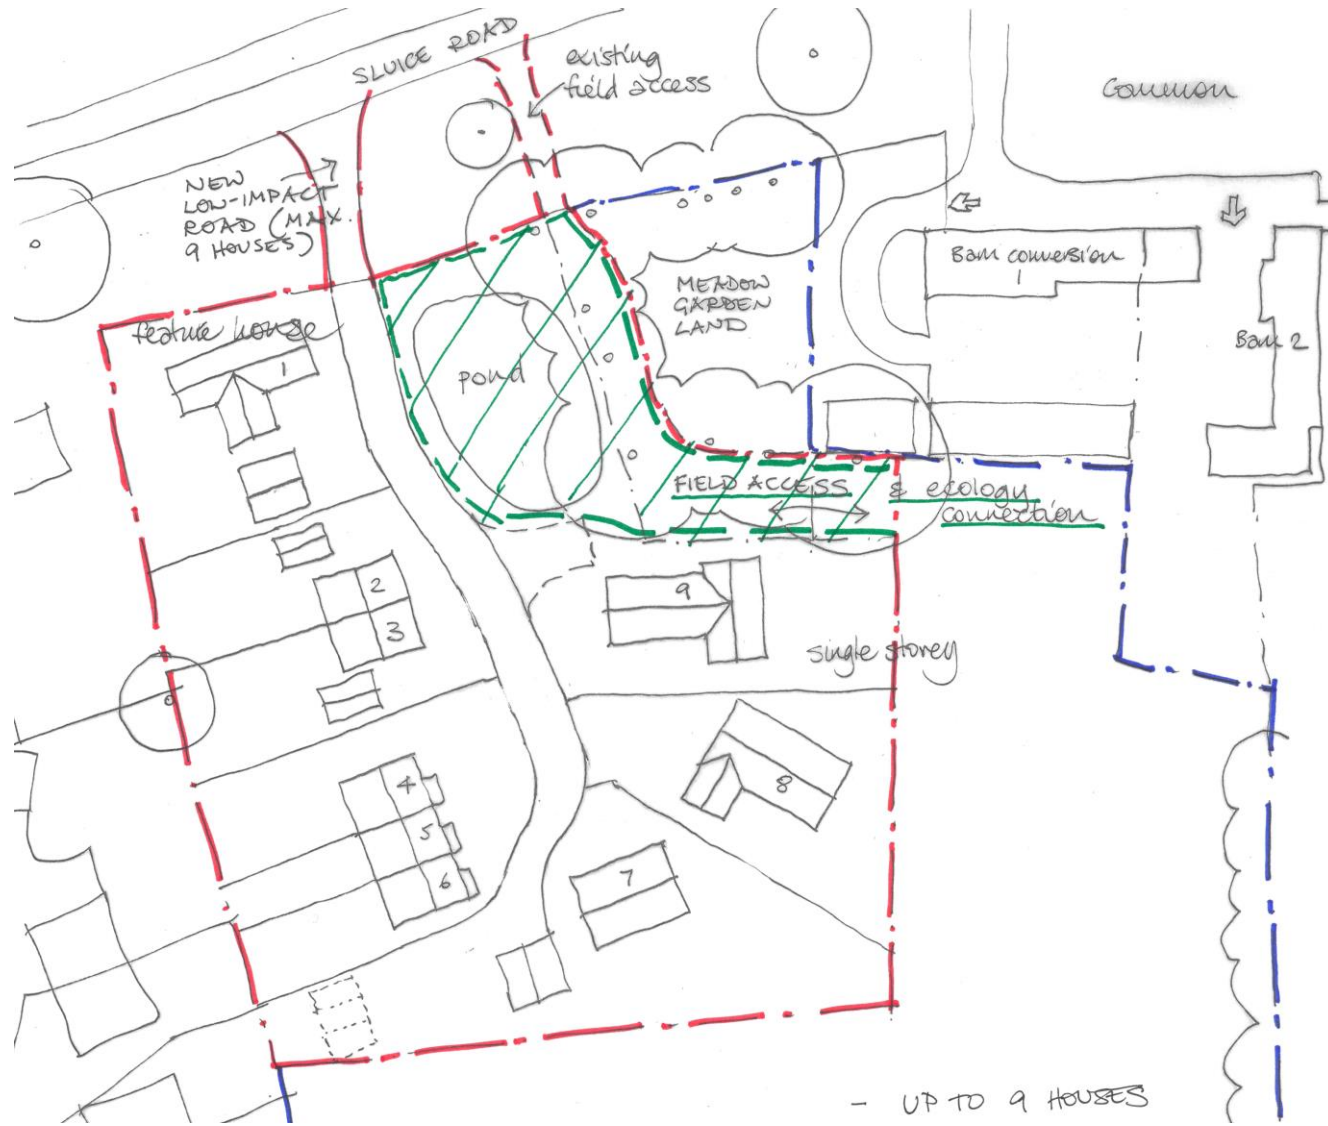 SLUICE ROAD
existing
field access
Common
NEW
LOW-IMPACT
ROAD (MAX.
9 HOUSES)
Barn conversion
1
MEADOW
GARDEN
LAND
feature house
Barn 2
pond
1
FIELD ACCESS & ecology
connection
2
3
9
single storey
4
5
6
8
7
- UP TO 9 HOUSES